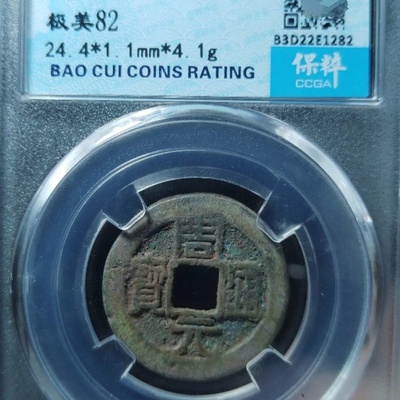 极美82
24.4*1.1mm*4.1g
BAO CUI COINS RATING
B3D22E1282
保粹
CCGA
周元通寶